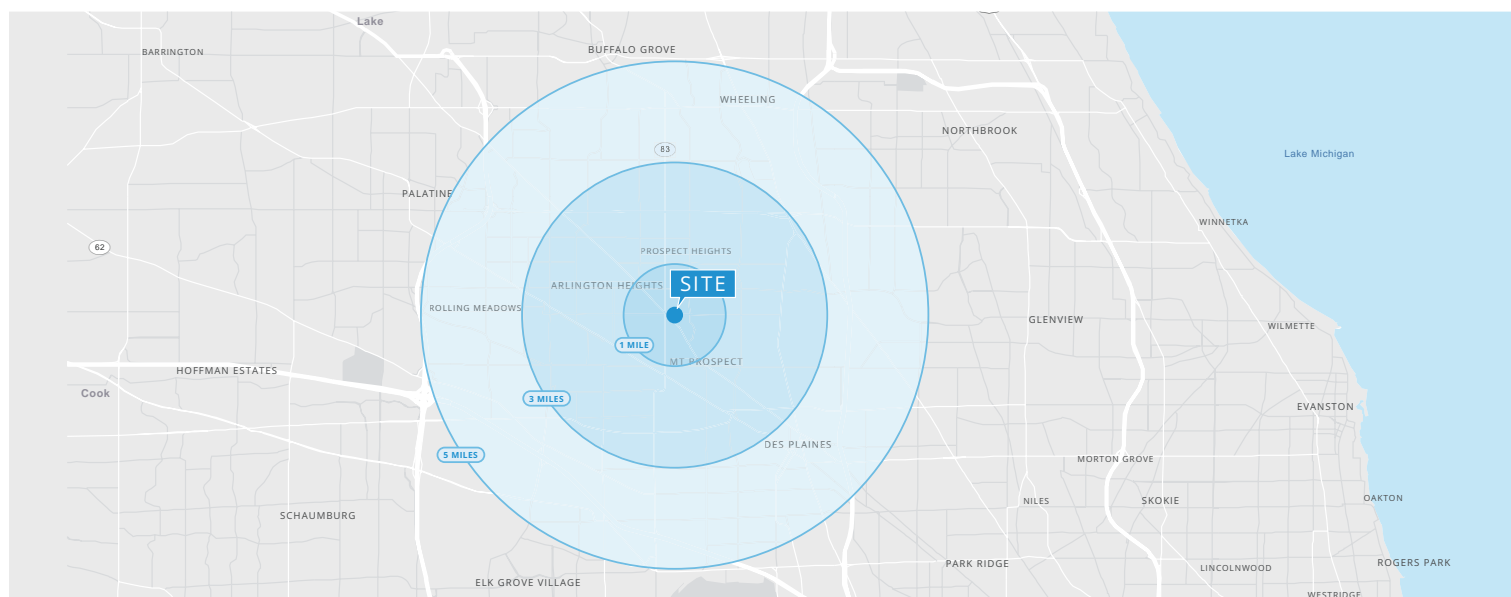 Lake
BARRINGTON
BUFFALO GROVE
WHEELING
NORTHBROOK
83
Lake Michigan
PALATINE
WINNETKA
62
PROSPECT HEIGHTS
SITE
ARLINGTON HEIGHTS
ROLLING MEADOWS
GLENVIEW
WILMETTE
1 MILE
MT PROSPECT
HOFFMAN ESTATES
Cook
3 MILES
EVANSTON
DES PLAINES
5 MILES
MORTON GROVE
NILES
SKOKIE
OAKTON
SCHAUMBURG
PARK RIDGE
ROGERS PARK
LINCOLNWOOD
ELK GROVE VILLAGE
WESTRIDGE